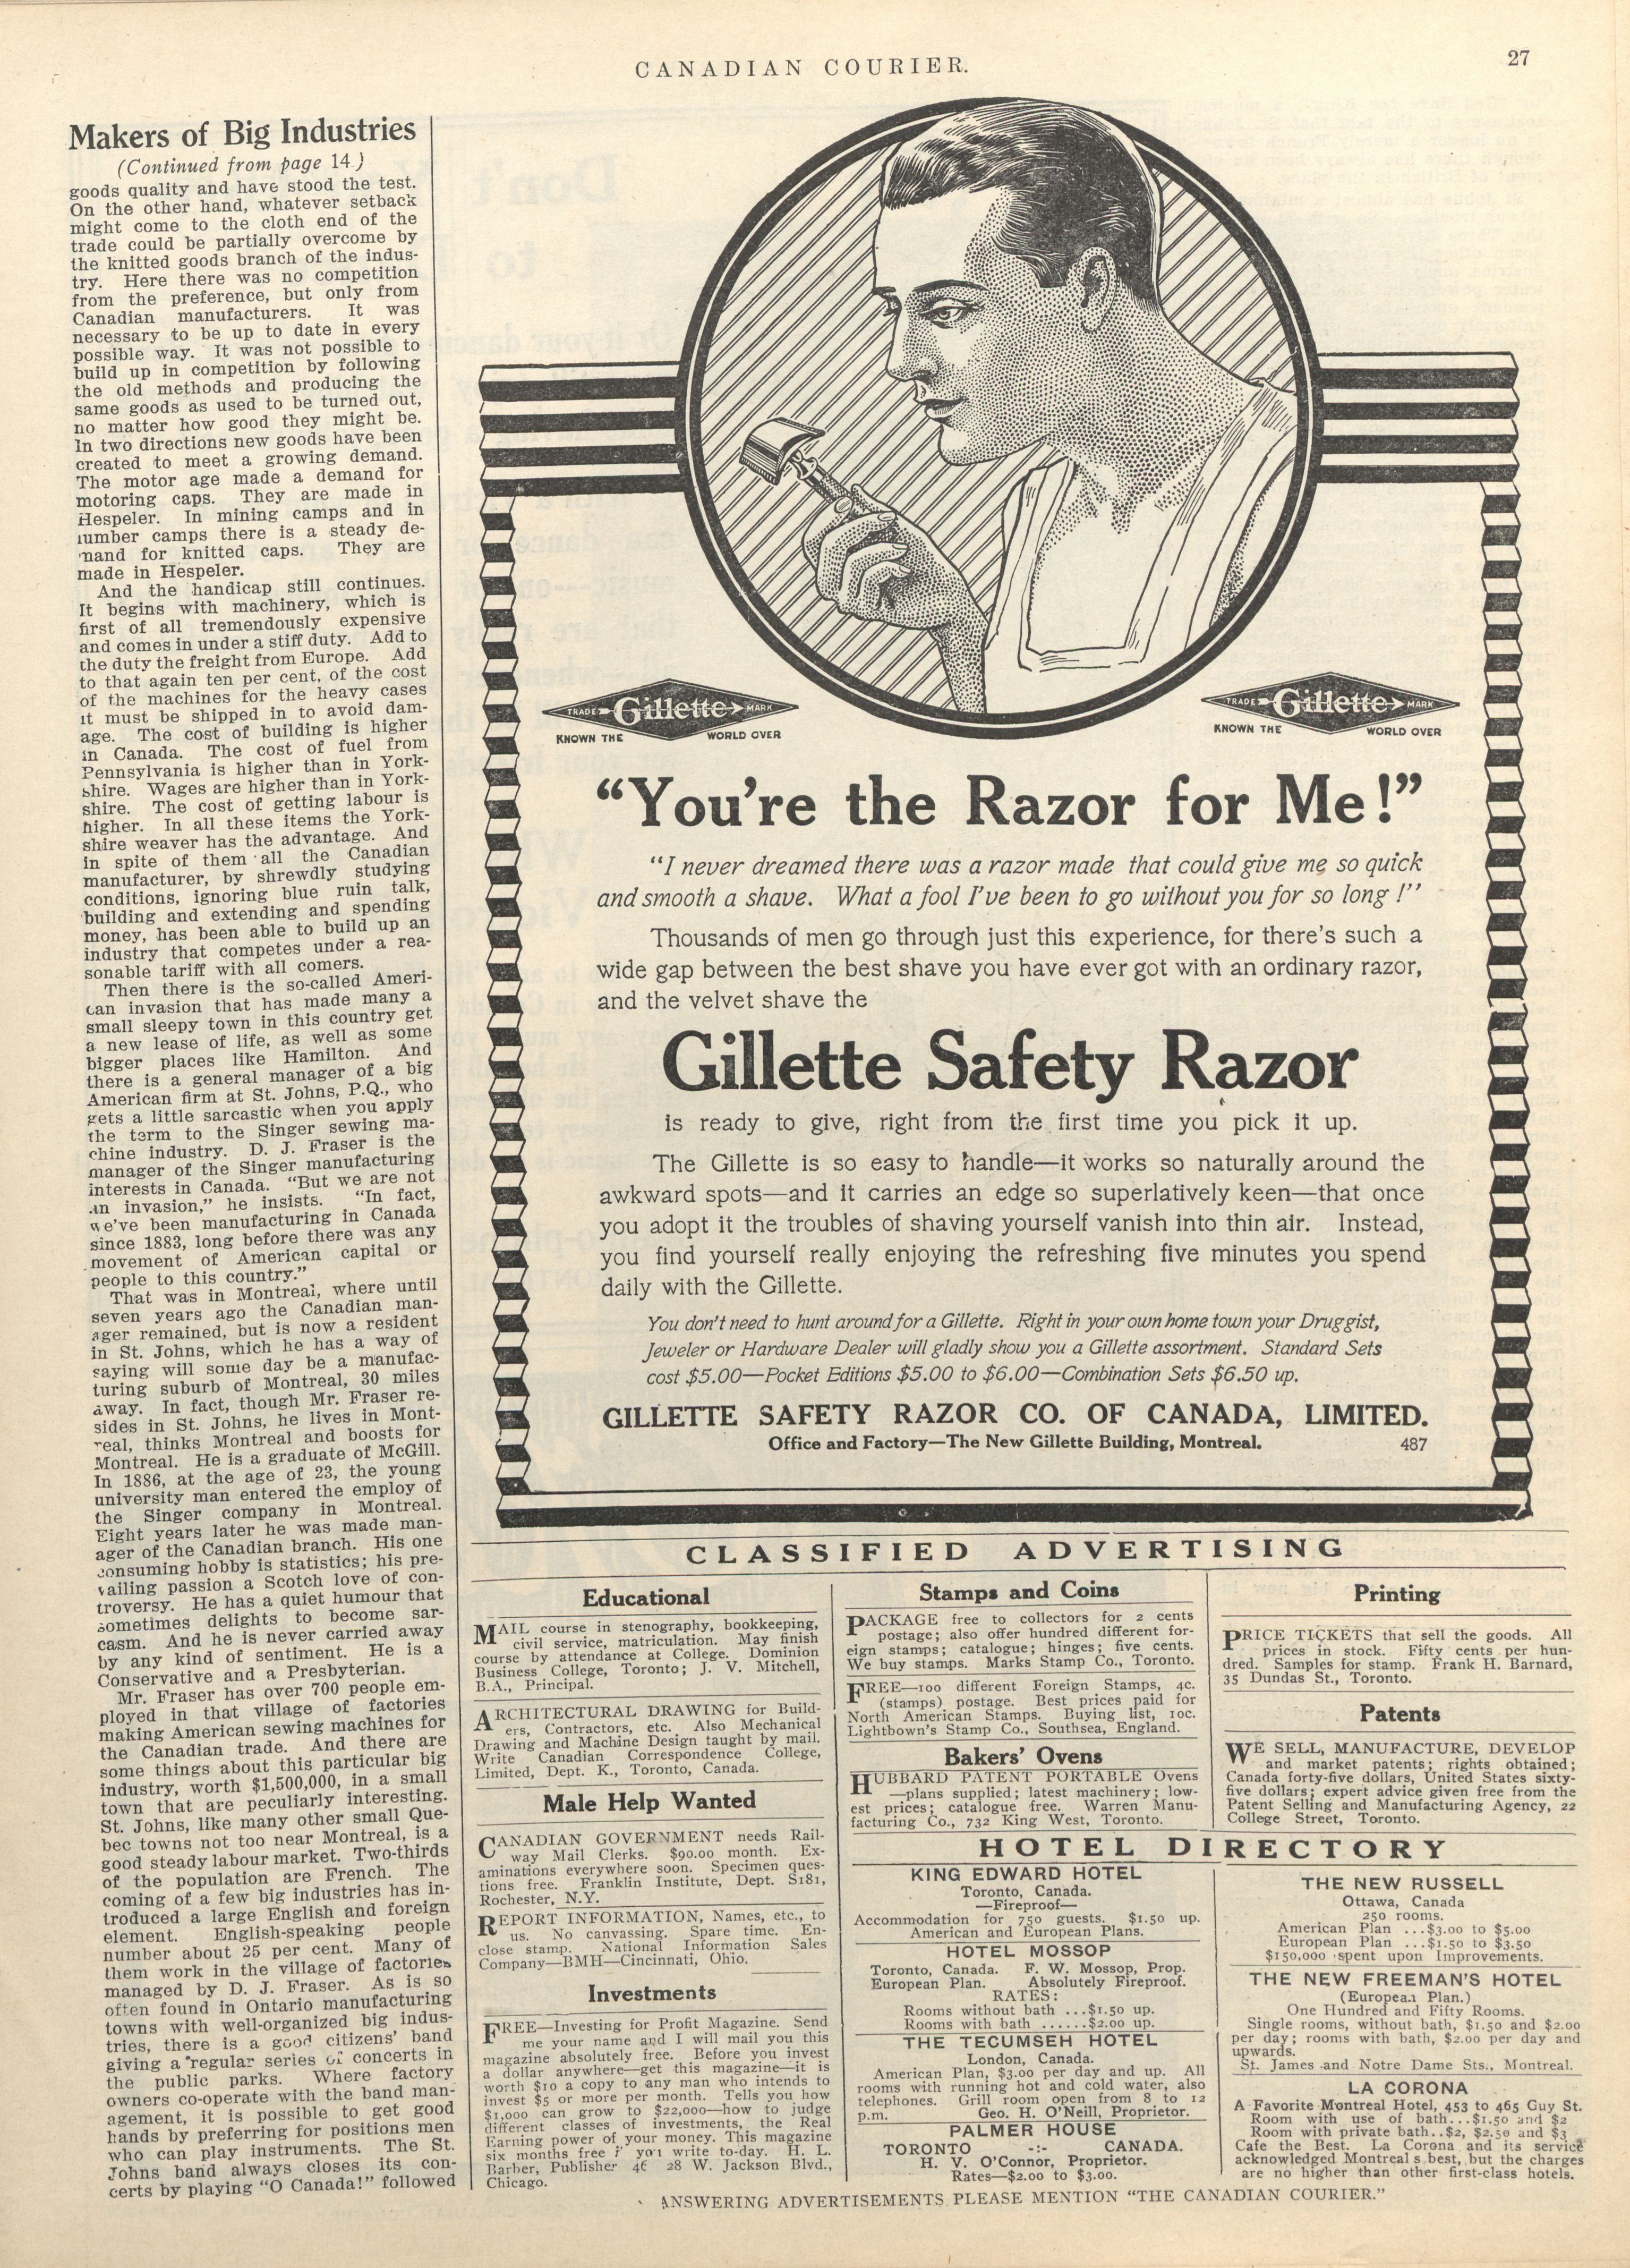 CANADIAN COURIER.
27
Makers of Big Industries
(Continued from page 14.)
goods quality and have stood the test.
On the other hand, whatever setback
might come to the cloth end of the
trade could be partially overcome by
the knitted goods branch of the indus-
try. Here there was no competition
from the preference, but only from
Canadian manufacturers. It was
necessary to be up to date in every
possible way. It was not possible to
build up in competition by following
the old methods and producing the
same goods as used to be turned out,
no matter how good they might be.
In two directions new goods have been
created to meet a growing demand.
The motor age made a demand for
motoring caps. They are made in
Hespeler. In mining camps and in
lumber camps there is a steady de-
mand for knitted caps. They are
made in Hespeler.
And the handicap still continues.
It begins with machinery, which is
first of all tremendously expensive
and comes in under a stiff duty. Add to
the duty the freight from Europe. Add
to that again ten per cent, of the cost
of the machines for the heavy cases
it must be shipped in to avoid dam-
age. The cost of building is higher
in Canada. The cost of fuel from
Pennsylvania is higher than in York-
shire. Wages are higher than in York-
shire. The cost of getting labour is
higher. In all these items the York-
shire weaver has the advantage. And
in spite of them all the Canadian
manufacturer, by shrewdly studying
conditions, ignoring blue ruin talk,
building and extending and spending
money, has been able to build up an
industry that competes under a rea-
sonable tariff with all comers.
Then there is the so-called Ameri-
can invasion that has made many a
small sleepy town in this country get
a new lease of life, as well as some
bigger places like Hamilton. And
there is a general manager of a big
American firm at St. Johns, P.Q., who
gets a little sarcastic when you apply
the term to the Singer sewing ma-
chine industry. D. J. Fraser is the
manager of the Singer manufacturing
interests in Canada. "But we are not
an invasion," he insists. "In fact,
we've been manufacturing in Canada
since 1883, long before there was any
movement of American capital or
people to this country."
That was in Montreal, where until
seven years ago the Canadian man-
ager remained, but is now a resident
in St. Johns, which he has a way of
saying will some day be a manufac-
turing suburb of Montreal, 30 miles
away. In fact, though Mr. Fraser re-
sides in St. Johns, he lives in Mont-
real, thinks Montreal and boosts for
Montreal. He is a graduate of McGill.
In 1886, at the age of 23, the young
university man entered the employ of
the Singer company in Montreal.
Eight years later he was made man-
ager of the Canadian branch. His one
consuming hobby is statistics; his pre-
vailing passion a Scotch love of con-
troversy. He has a quiet humour that
sometimes delights to become sar-
casm. And he is never carried away
by any kind of sentiment. He is a
Conservative and a Presbyterian.
Mr. Fraser has over 700 people em-
ployed in that village of factories
making American sewing machines for
the Canadian trade. And there are
some things about this particular big
industry, worth $1,500,000, in a small
town that are peculiarly interesting.
St. Johns, like many other small Que-
bec towns not too near Montreal, is a
good steady labour market. Two-thirds
of the population are French. The
coming of a few big industries has in-
troduced a large English and foreign
element. English-speaking people
number about 25 per cent. Many of
them work in the village of factories
managed by D. J. Fraser. As is so
often found in Ontario manufacturing
towns with well-organized big indus-
tries, there is a good citizens' band
giving a regular series of concerts in
the public parks. Where factory
owners co-operate with the band man-
agement, it is possible to get good
hands by preferring for positions men
who can play instruments. The St.
Johns band always closes its con-
certs by playing "O Canada!" followed
TRADE Gillette MARK
KNOWN THE WORLD OVER
TRADE Gillette MARK
KNOWN THE WORLD OVER
"You're the Razor for Me!"
"I never dreamed there was a razor made that could give me so quick
and smooth a shave. What a fool I've been to go without you for so long!"
Thousands of men go through just this experience, for there's such a
wide gap between the best shave you have ever got with an ordinary razor,
and the velvet shave the
Gillette Safety Razor
is ready to give, right from the first time you pick it up.
The Gillette is so easy to handle—it works so naturally around the
awkward spots—and it carries an edge so superlatively keen—that once
you adopt it the troubles of shaving yourself vanish into thin air. Instead,
you find yourself really enjoying the refreshing five minutes you spend
daily with the Gillette.
You don't need to hunt around for a Gillette. Right in your own home town your Druggist,
Jeweler or Hardware Dealer will gladly show you a Gillette assortment. Standard Sets
cost $5.00—Pocket Editions $5.00 to $6.00—Combination Sets $6.50 up.
GILLETTE SAFETY RAZOR CO. OF CANADA, LIMITED.
Office and Factory—The New Gillette Building, Montreal. 487
CLASSIFIED ADVERTISING
Educational
MAIL course in stenography, bookkeeping,
civil service, matriculation. May finish
course by attendance at College. Dominion
Business College, Toronto; J. V. Mitchell,
B.A., Principal.
ARCHITECTURAL DRAWING for Build-
ers, Contractors, etc. Also Mechanical
Drawing and Machine Design taught by mail.
Write Canadian Correspondence College,
Limited, Dept. K., Toronto, Canada.
Male Help Wanted
CANADIAN GOVERNMENT needs Rail-
way Mail Clerks. $90.00 month. Ex-
aminations everywhere soon. Specimen ques-
tions free. Franklin Institute, Dept. S181,
Rochester, N.Y.
REPORT INFORMATION, Names, etc., to
us. No canvassing. Spare time. En-
close stamp. National Information Sales
Company—BMH—Cincinnati, Ohio.
Investments
FREE—Investing for Profit Magazine. Send
me your name and I will mail you this
magazine absolutely free. Before you invest
a dollar anywhere—get this magazine—it is
worth $10 a copy to any man who intends to
invest $5 or more per month. Tells you how
$1,000 can grow to $22,000—how to judge
different classes of investments, the Real
Earning power of your money. This magazine
six months free if you write to-day. H. L.
Barber, Publisher 46 28 W. Jackson Blvd.,
Chicago.
Stamps and Coins
PACKAGE free to collectors for 2 cents
postage; also offer hundred different for-
eign stamps; catalogue; hinges; five cents.
We buy stamps. Marks Stamp Co., Toronto.
FREE—100 different Foreign Stamps, 4c.
(stamps) postage. Best prices paid for
North American Stamps. Buying list, 10c.
Lightbown's Stamp Co., Southsea, England.
Bakers' Ovens
HUBBARD PATENT PORTABLE Ovens
—plans supplied; latest machinery; low-
est prices; catalogue free. Warren Manu-
facturing Co., 732 King West, Toronto.
Printing
PRICE TICKETS that sell the goods. All
prices in stock. Fifty cents per hun-
dred. Samples for stamp. Frank H. Barnard,
35 Dundas St., Toronto.
Patents
WE SELL, MANUFACTURE, DEVELOP
and market patents; rights obtained;
Canada forty-five dollars, United States sixty-
five dollars; expert advice given free from the
Patent Selling and Manufacturing Agency, 22
College Street, Toronto.
HOTEL DIRECTORY
KING EDWARD HOTEL
Toronto, Canada.
—Fireproof—
Accommodation for 750 guests. $1.50 up.
American and European Plans.
HOTEL MOSSOP
Toronto, Canada. F. W. Mossop, Prop.
European Plan. Absolutely Fireproof.
RATES:
Rooms without bath ...$1.50 up.
Rooms with bath ......$2.00 up.
THE TECUMSEH HOTEL
London, Canada.
American Plan, $3.00 per day and up. All
rooms with running hot and cold water, also
telephones. Grill room open from 8 to 12
p.m. Geo. H. O'Neill, Proprietor.
PALMER HOUSE
TORONTO -:- CANADA.
H. V. O'Connor, Proprietor.
Rates—$2.00 to $3.00.
THE NEW RUSSELL
Ottawa, Canada
250 rooms.
American Plan ...$3.00 to $5.00
European Plan ...$1.50 to $3.50
$150,000 spent upon Improvements.
THE NEW FREEMAN'S HOTEL
(European Plan.)
One Hundred and Fifty Rooms.
Single rooms, without bath, $1.50 and $2.00
per day; rooms with bath, $2.00 per day and
upwards.
St. James and Notre Dame Sts., Montreal.
LA CORONA
A Favorite Montreal Hotel, 453 to 465 Guy St.
Room with use of bath...$1.50 and $2
Room with private bath..$2, $2.50 and $3
Cafe the Best. La Corona and its service
acknowledged Montreal's best, but the charges
are no higher than other first-class hotels.
ANSWERING ADVERTISEMENTS PLEASE MENTION "THE CANADIAN COURIER."